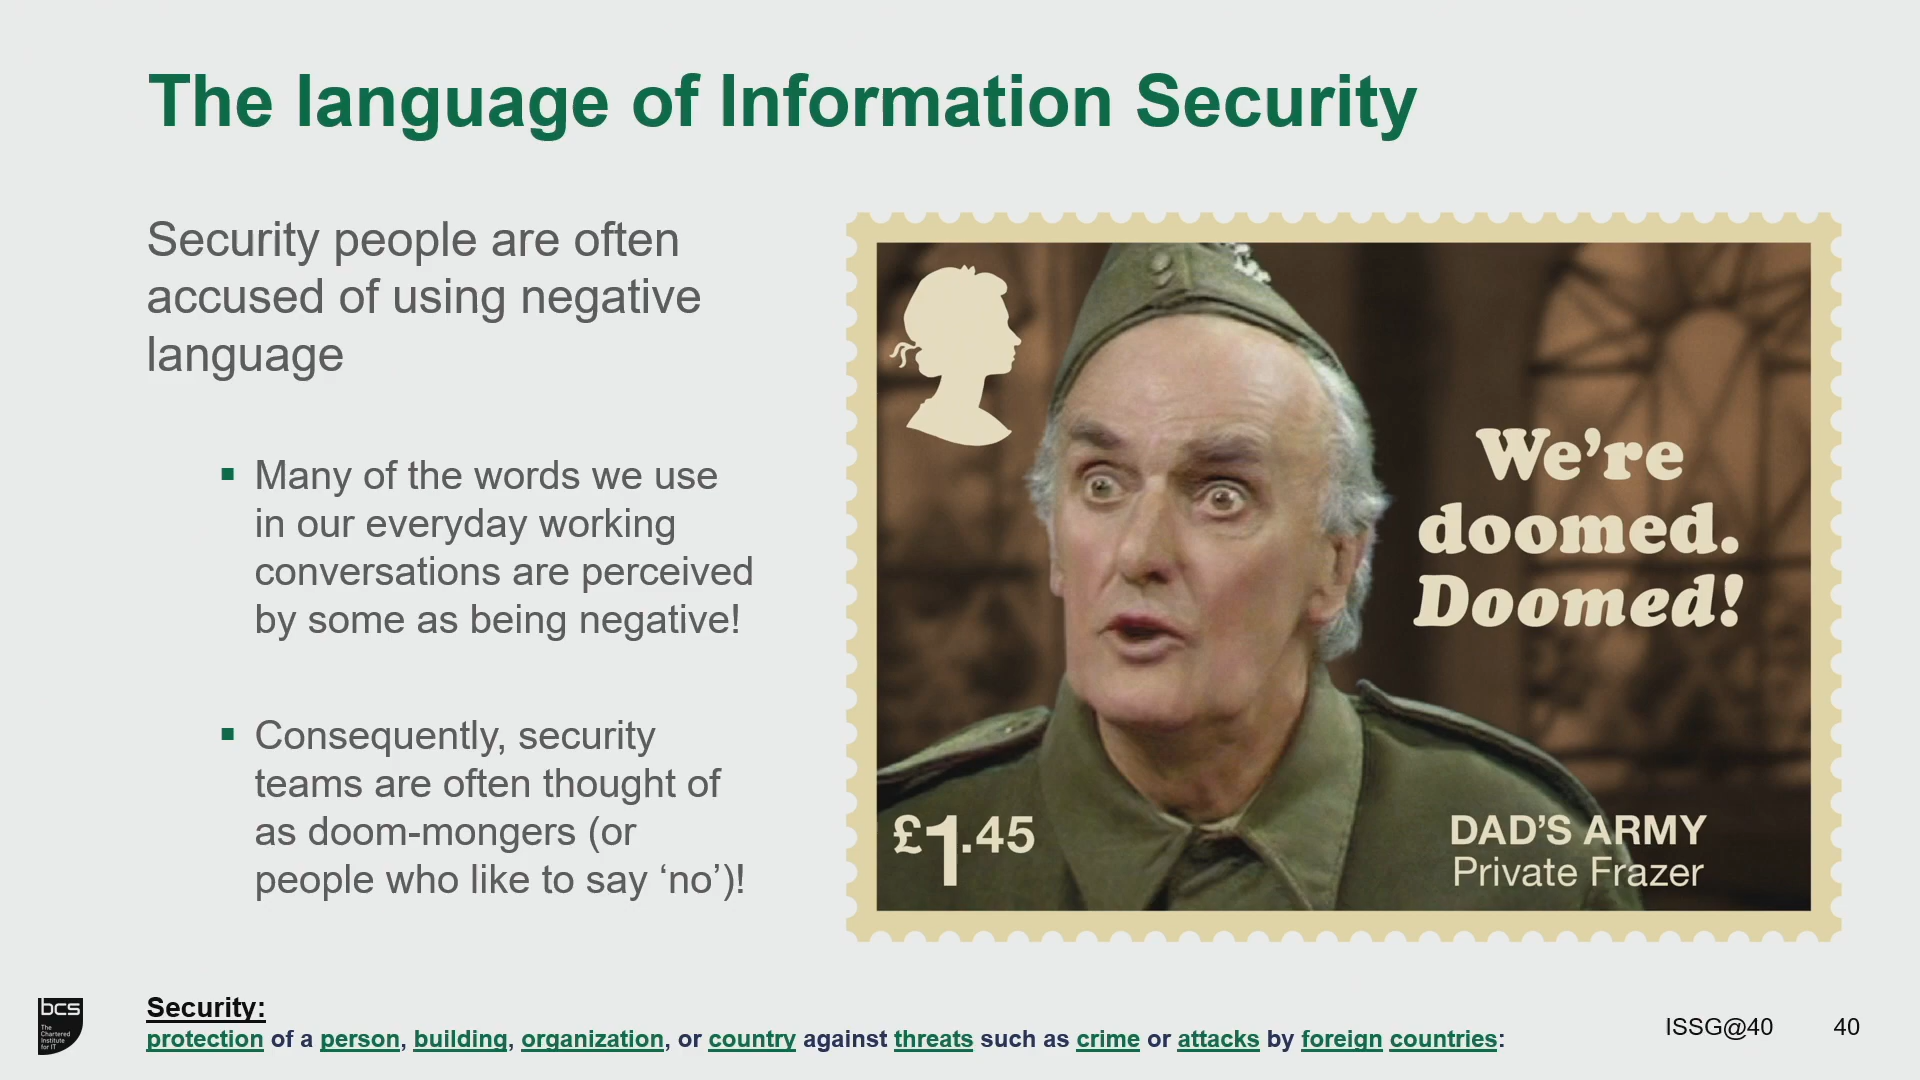 The language of Information Security
Security people are often
accused of using negative
language
▪ Many of the words we use
in our everyday working
conversations are perceived
by some as being negative!
▪ Consequently, security
teams are often thought of
as doom-mongers (or
people who like to say ‘no’)!
We’re
doomed.
Doomed!
£1.45
DAD’S ARMY
Private Frazer
bcs
The
Chartered
Institute
for IT
Security:
protection of a person, building, organization, or country against threats such as crime or attacks by foreign countries:
ISSG@40
40